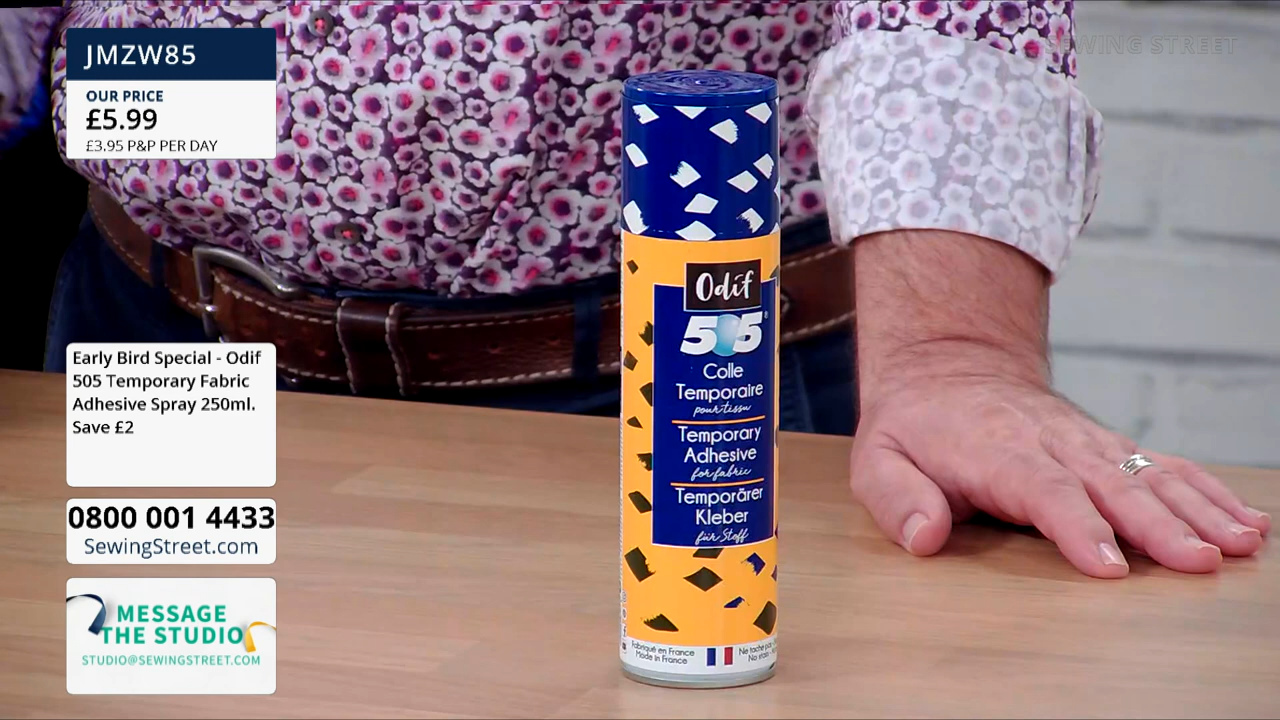 SEWING STREET
JMZW85
OUR PRICE
£5.99
£3.95 P&P PER DAY
Early Bird Special - Odif
505 Temporary Fabric
Adhesive Spray 250ml.
Save £2
0800 001 4433
SewingStreet.com
MESSAGE
THE STUDIO
STUDIO@SEWINGSTREET.COM
Odif
505®
Colle
Temporaire
pour tissu
Temporary
Adhesive
for fabric
Temporärer
Kleber
für Stoff
Fabriqué en France
Made in France
Ne tache pas
No stain